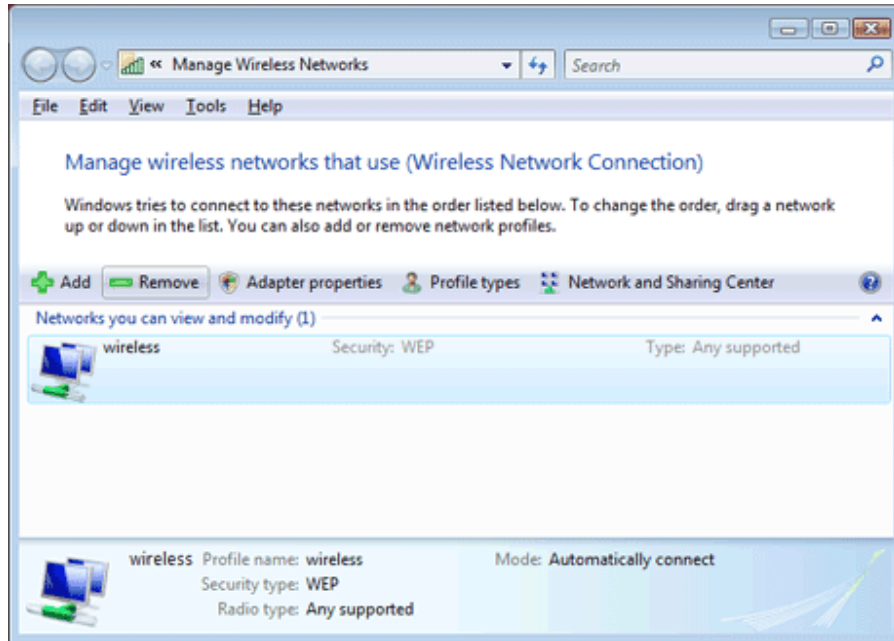 « Manage Wireless Networks Search
File Edit View Tools Help
Manage wireless networks that use (Wireless Network Connection)
Windows tries to connect to these networks in the order listed below. To change the order, drag a network
up or down in the list. You can also add or remove network profiles.
Add Remove Adapter properties Profile types Network and Sharing Center
Networks you can view and modify (1)
wireless Security: WEP Type: Any supported
wireless Profile name: wireless Mode: Automatically connect
Security type: WEP
Radio type: Any supported